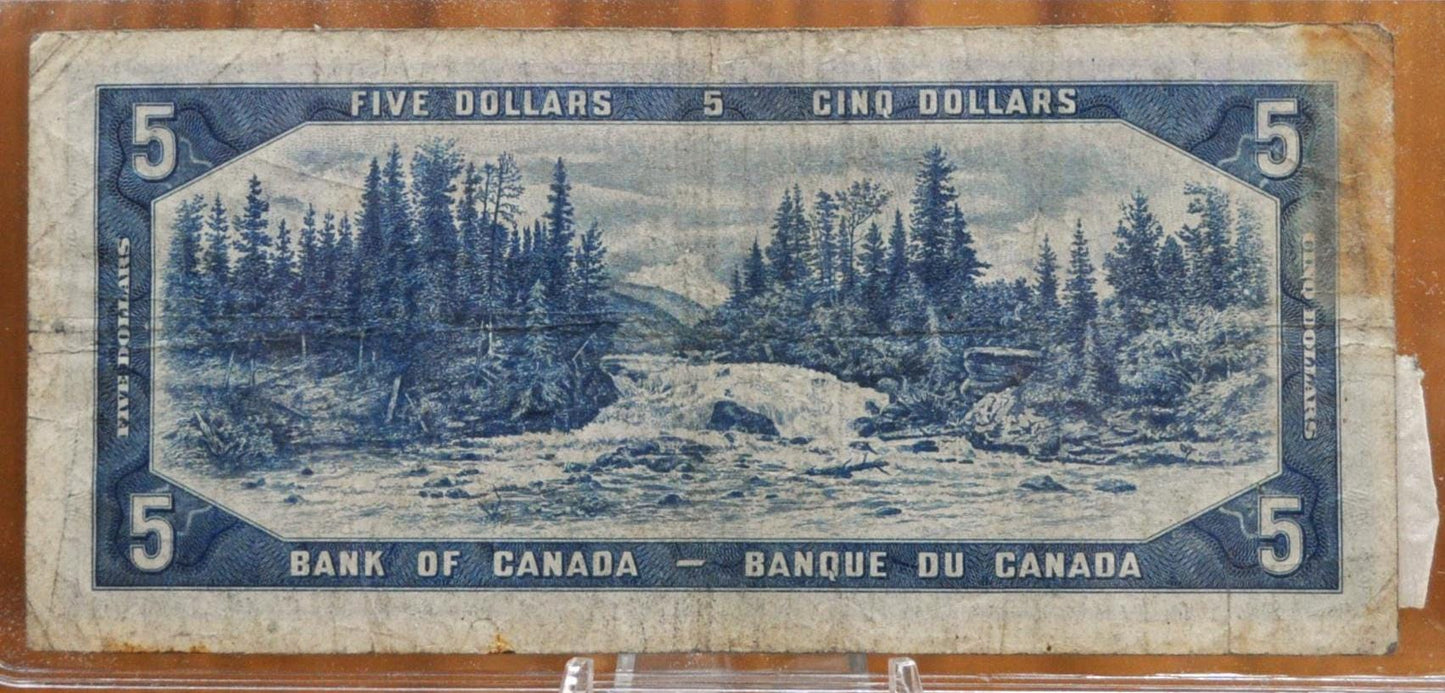 FIVE DOLLARS 5 CINQ DOLLARS
5 5
FIVE DOLLARS
CINQ DOLLARS
5 5
BANK OF CANADA — BANQUE DU CANADA